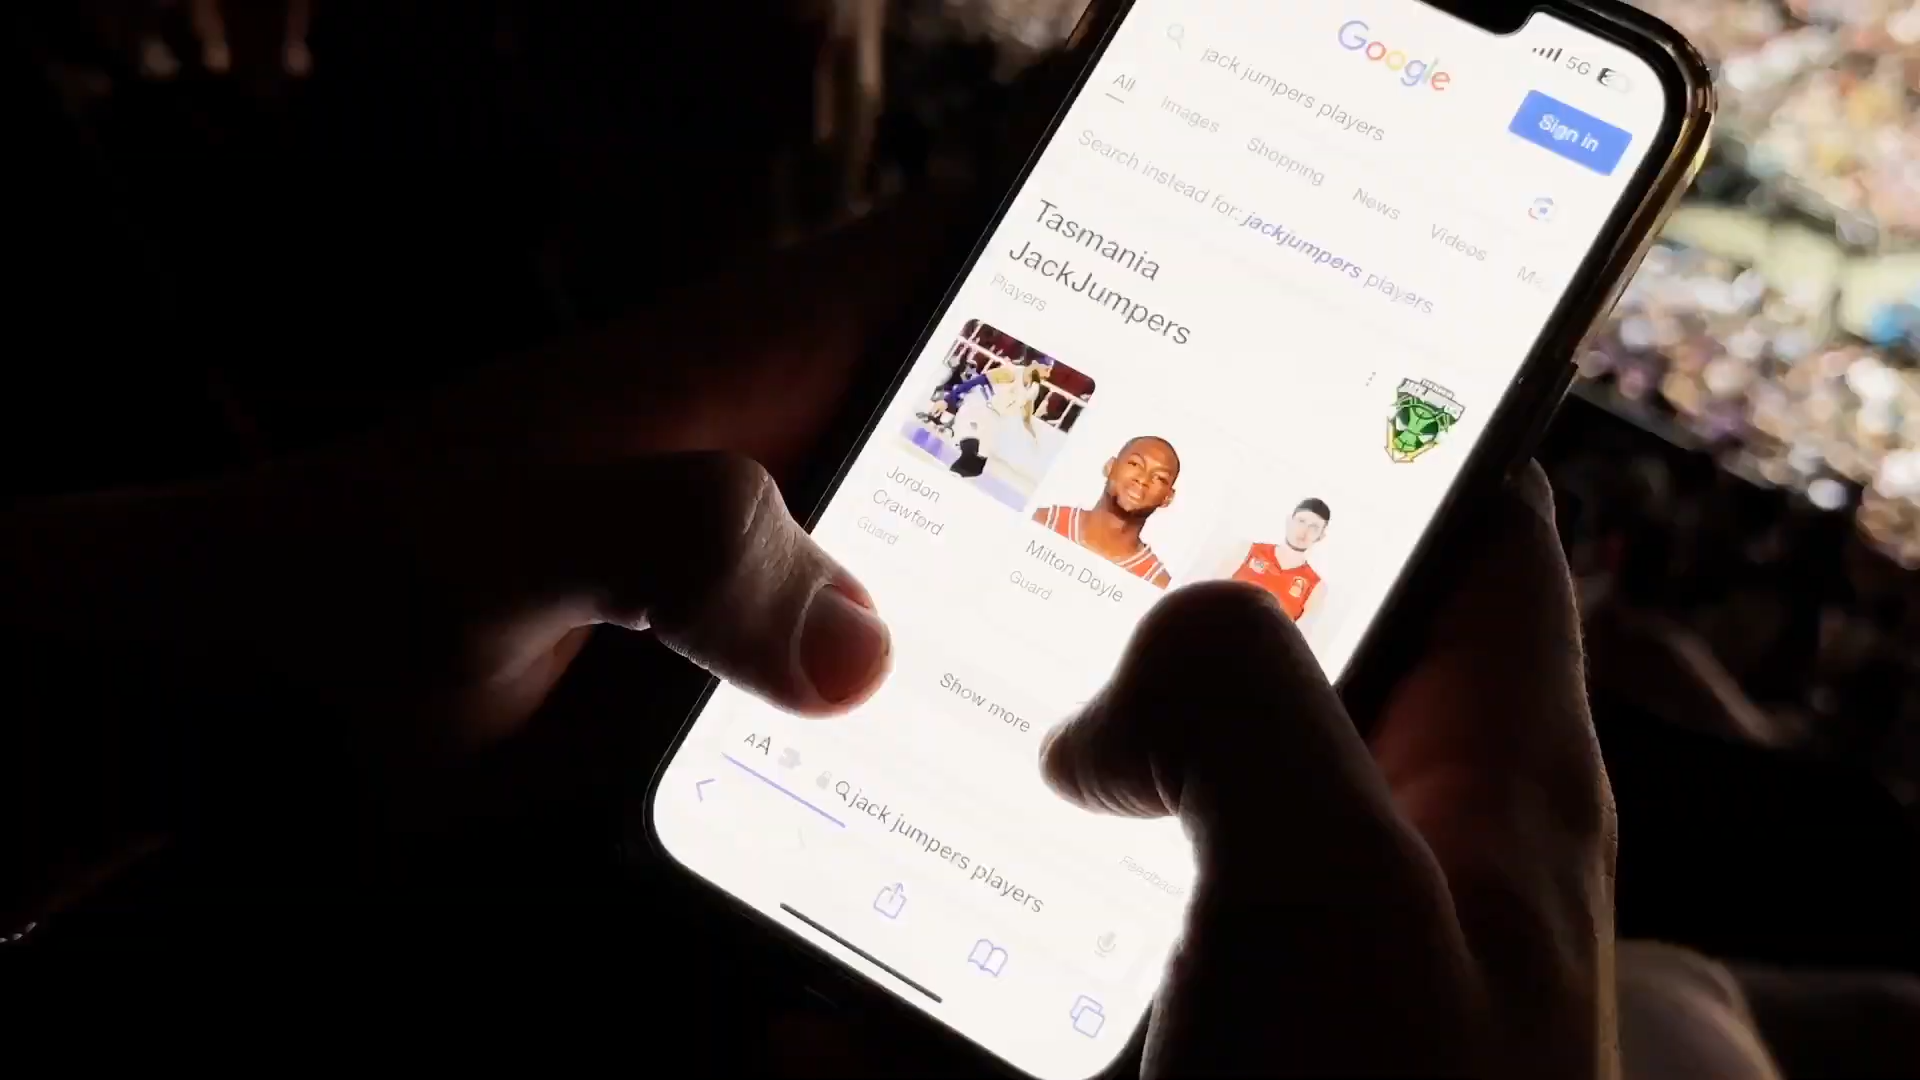 5G
Google
jack jumpers players
Sign in
All Images Shopping News Videos
Search instead for: jackjumpers players
Tasmania
JackJumpers
Players
Jordon
Crawford
Guard
Milton Doyle
Guard
Show more
Feedback
AA jack jumpers players